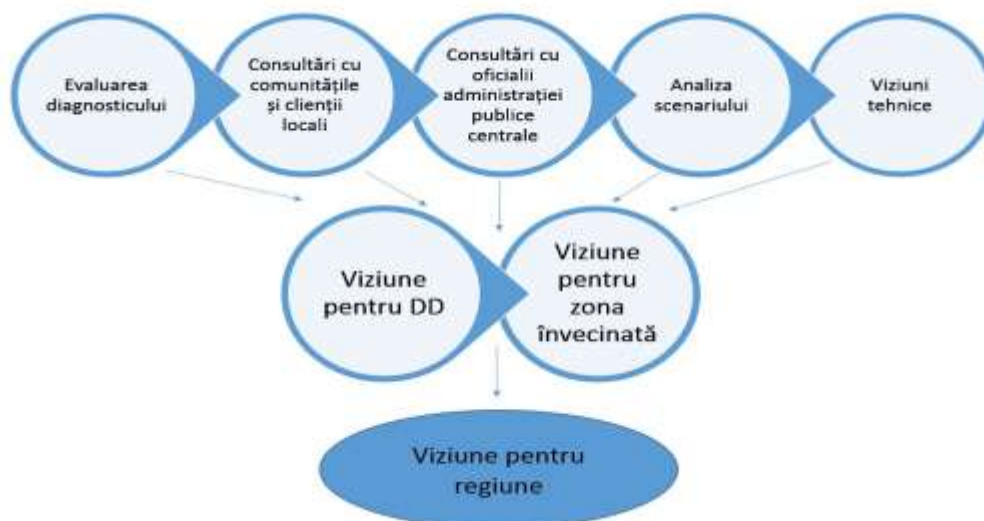 Evaluarea
diagnosticului
Consultări cu
comunitățile
și clienții
locali
Consultări cu
oficialii
administrației
publice
centrale
Analiza
scenariului
Viziuni
tehnice
Viziune
pentru DD
Viziune
pentru
zona
învecinată
Viziune pentru
regiune